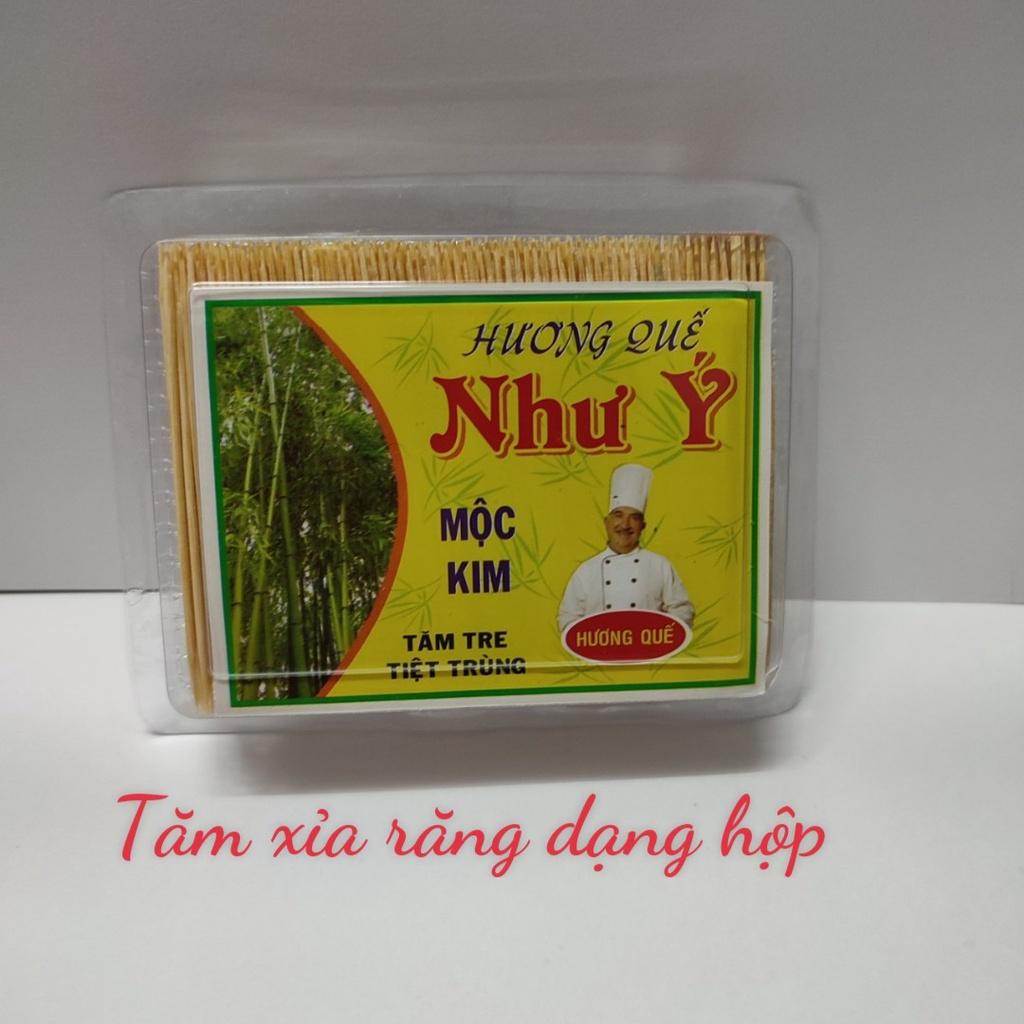 HƯƠNG QUẾ
Như Ý
MỘC
KIM
HƯƠNG QUẾ
TĂM TRE
TIỆT TRÙNG
Tăm xỉa răng dạng hộp